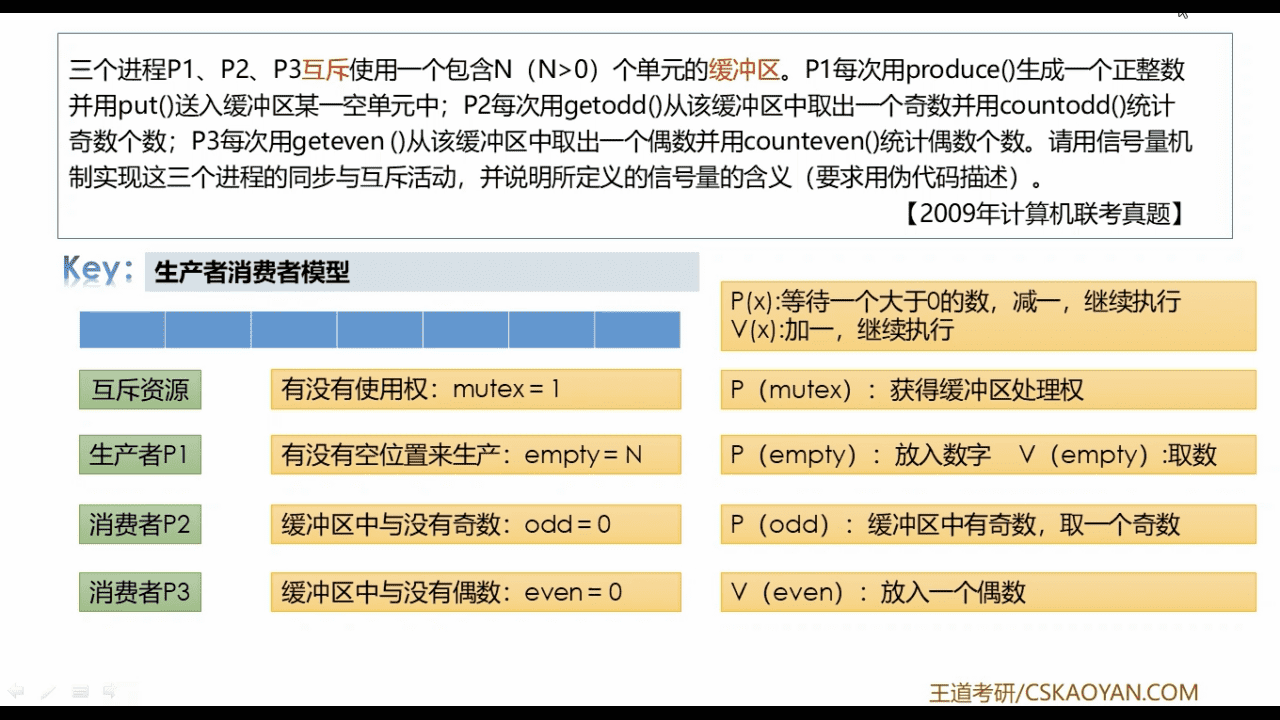 三个进程P1、P2、P3互斥使用一个包含N（N>0）个单元的缓冲区。P1每次用produce()生成一个正整数
并用put()送入缓冲区某一空单元中；P2每次用getodd()从该缓冲区中取出一个奇数并用countodd()统计
奇数个数；P3每次用geteven ()从该缓冲区中取出一个偶数并用counteven()统计偶数个数。请用信号量机
制实现这三个进程的同步与互斥活动，并说明所定义的信号量的含义（要求用伪代码描述）。
【2009年计算机联考真题】
Key：
生产者消费者模型
P(x):等待一个大于0的数，减一，继续执行
V(x):加一，继续执行
互斥资源
有没有使用权：mutex = 1
P（mutex）：获得缓冲区处理权
生产者P1
有没有空位置来生产：empty = N
P（empty）：放入数字 V（empty）:取数
消费者P2
缓冲区中与没有奇数：odd = 0
P（odd）：缓冲区中有奇数，取一个奇数
消费者P3
缓冲区中与没有偶数：even = 0
V（even）：放入一个偶数
王道考研/CSKAOYAN.COM